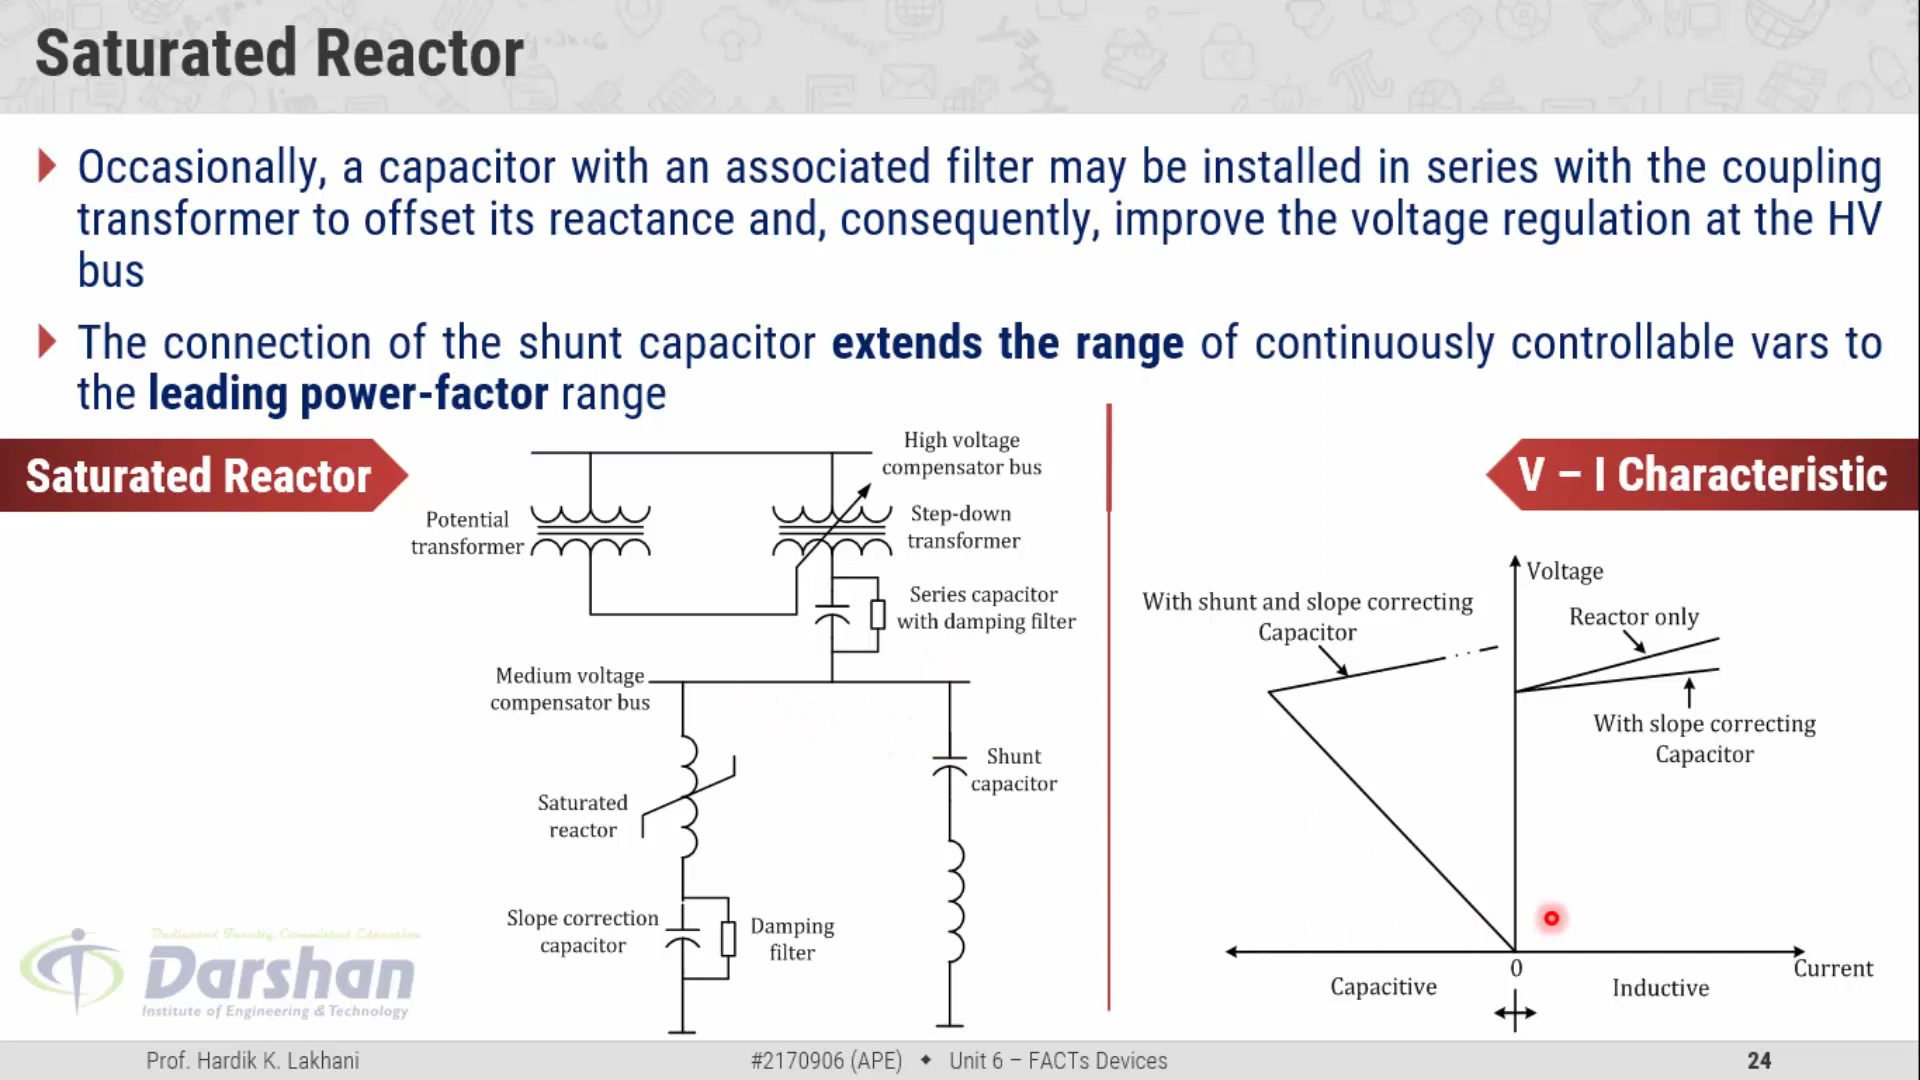 Saturated Reactor
Occasionally, a capacitor with an associated filter may be installed in series with the coupling
transformer to offset its reactance and, consequently, improve the voltage regulation at the HV
bus
The connection of the shunt capacitor extends the range of continuously controllable vars to
the leading power-factor range
Saturated Reactor
High voltage
compensator bus
Potential
transformer
Step-down
transformer
Series capacitor
with damping filter
Medium voltage
compensator bus
Saturated
reactor
Shunt
capacitor
Slope correction
capacitor
Damping
filter
V – I Characteristic
Voltage
With shunt and slope correcting
Capacitor
Reactor only
With slope correcting
Capacitor
0
Current
Capacitive
Inductive
Dedicated Faculty, Committed Education
Darshan
Institute of Engineering & Technology
Prof. Hardik K. Lakhani
#2170906 (APE) ◆ Unit 6 – FACTs Devices
24